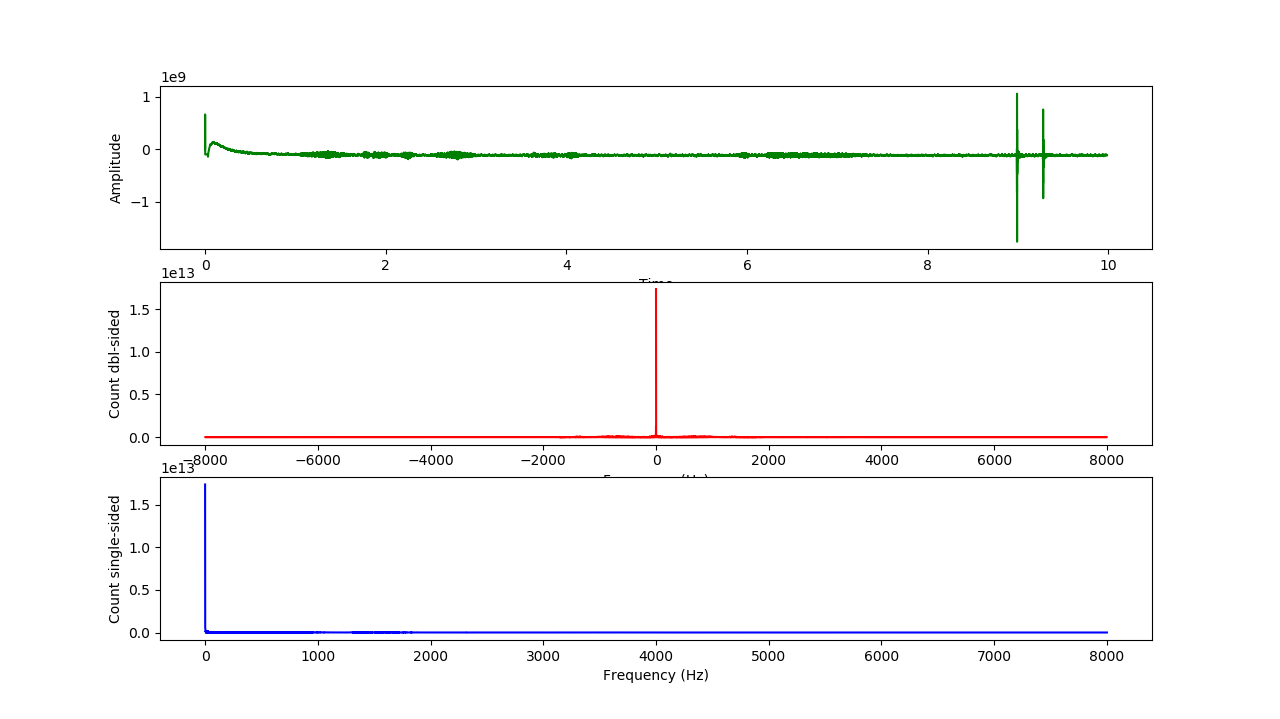 1e9
1
0
−1
Amplitude
0 2 4 6 8 10
1e13
1.5
1.0
0.5
0.0
Count dbl-sided
−8000 −6000 −4000 −2000 0 2000 4000 6000 8000
1e13
1.5
1.0
0.5
0.0
Count single-sided
0 1000 2000 3000 4000 5000 6000 7000 8000
Frequency (Hz)